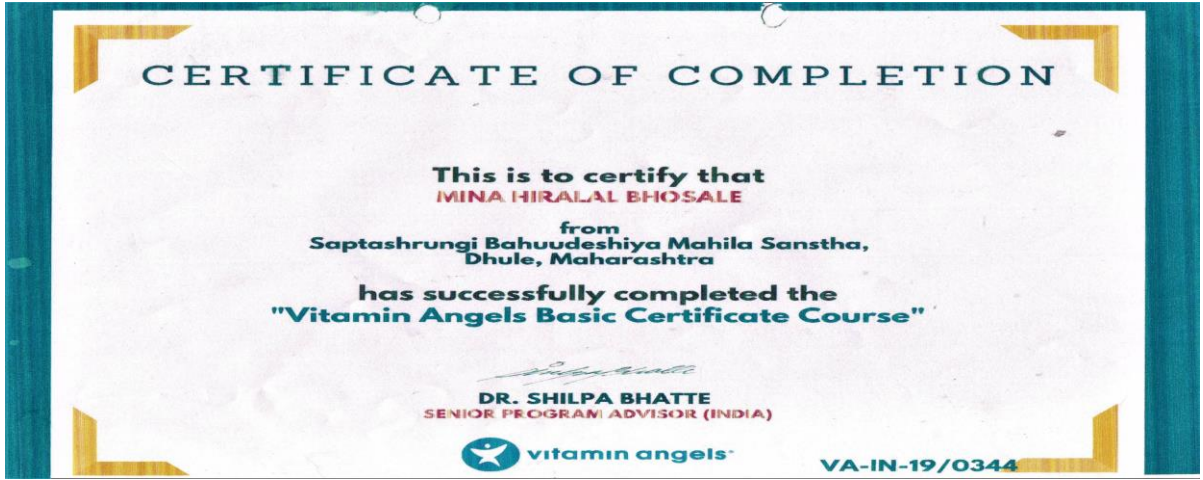 CERTIFICATE OF COMPLETION
This is to certify that
MINA HIRALAL BHOSALE
from
Saptashrungi Bahuudeshiya Mahila Sanstha,
Dhule, Maharashtra
has successfully completed the
"Vitamin Angels Basic Certificate Course"
DR. SHILPA BHATTE
SENIOR PROGRAM ADVISOR (INDIA)
vitamin angels
VA-IN-19/0344